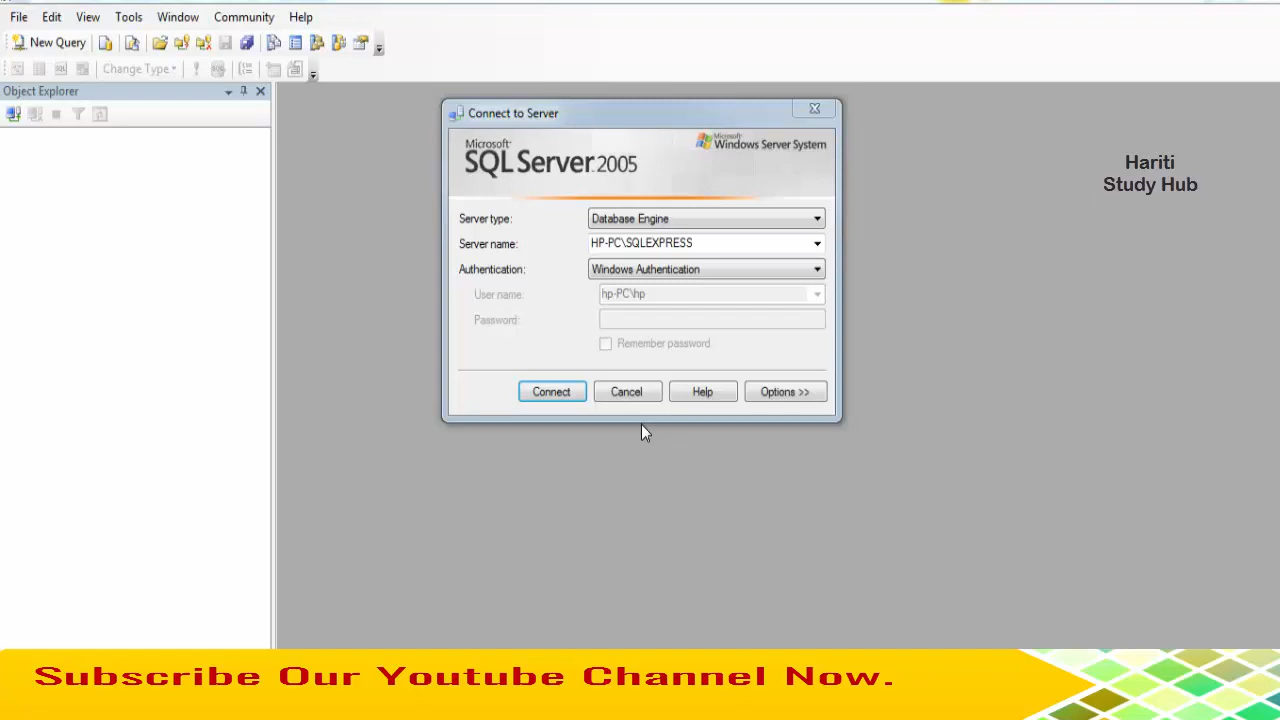 File Edit View Tools Window Community Help
New Query
Change Type
Object Explorer
Connect to Server
Microsoft
SQL Server 2005
Microsoft
Windows Server System
Hariti
Study Hub
Server type: Database Engine
Server name: HP-PC\SQLEXPRESS
Authentication: Windows Authentication
User name: hp-PC\hp
Password:
Remember password
Connect Cancel Help Options >>
Subscribe Our Youtube Channel Now.